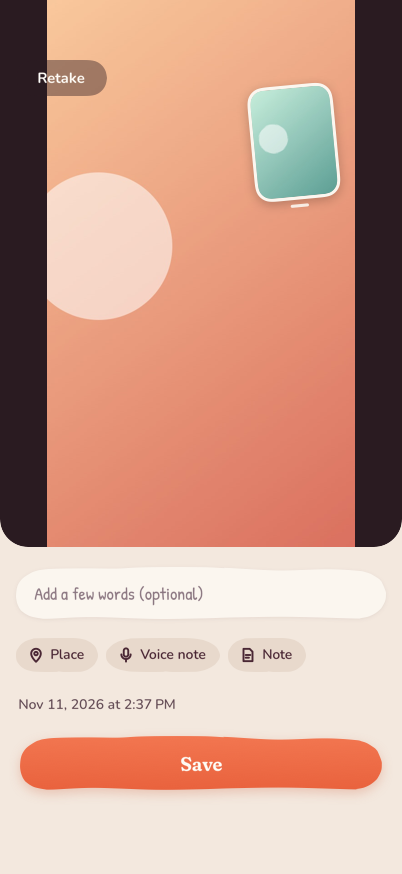 Retake
Add a few words (optional)
Place
Voice note
Note
Nov 11, 2026 at 2:37 PM
Save